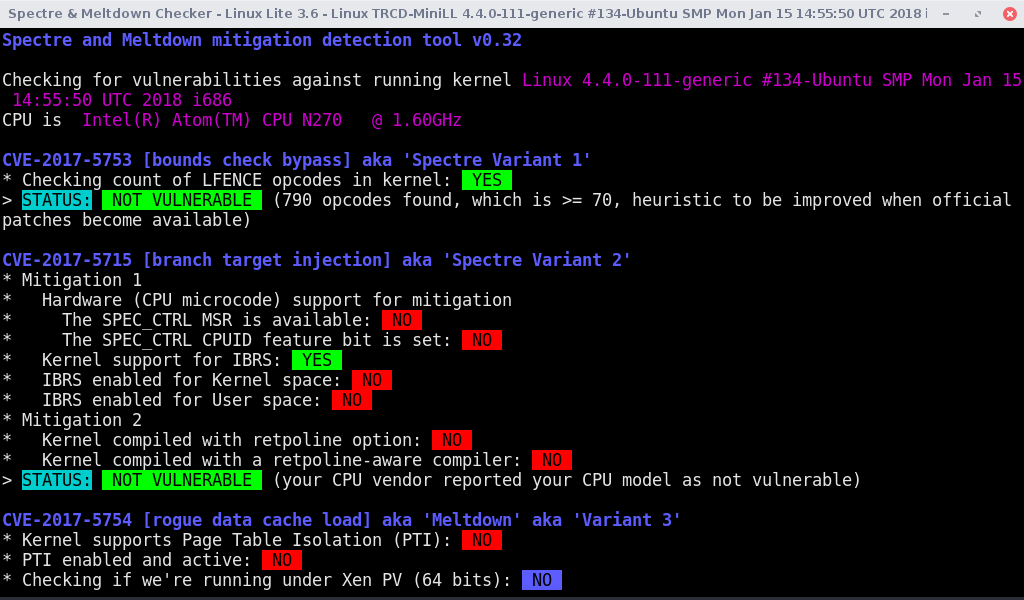 Spectre & Meltdown Checker - Linux Lite 3.6 - Linux TRCD-MiniLL 4.4.0-111-generic #134-Ubuntu SMP Mon Jan 15 14:55:50 UTC 2018 i
Spectre and Meltdown mitigation detection tool v0.32
Checking for vulnerabilities against running kernel Linux 4.4.0-111-generic #134-Ubuntu SMP Mon Jan 15
14:55:50 UTC 2018 i686
CPU is  Intel(R) Atom(TM) CPU N270   @ 1.60GHz
CVE-2017-5753 [bounds check bypass] aka 'Spectre Variant 1'
* Checking count of LFENCE opcodes in kernel:  YES
> STATUS:  NOT VULNERABLE  (790 opcodes found, which is >= 70, heuristic to be improved when official
patches become available)
CVE-2017-5715 [branch target injection] aka 'Spectre Variant 2'
* Mitigation 1
*   Hardware (CPU microcode) support for mitigation
*     The SPEC_CTRL MSR is available:  NO
*     The SPEC_CTRL CPUID feature bit is set:  NO
*   Kernel support for IBRS:  YES
*   IBRS enabled for Kernel space:  NO
*   IBRS enabled for User space:  NO
* Mitigation 2
*   Kernel compiled with retpoline option:  NO
*   Kernel compiled with a retpoline-aware compiler:  NO
> STATUS:  NOT VULNERABLE  (your CPU vendor reported your CPU model as not vulnerable)
CVE-2017-5754 [rogue data cache load] aka 'Meltdown' aka 'Variant 3'
* Kernel supports Page Table Isolation (PTI):  NO
* PTI enabled and active:  NO
* Checking if we're running under Xen PV (64 bits):  NO